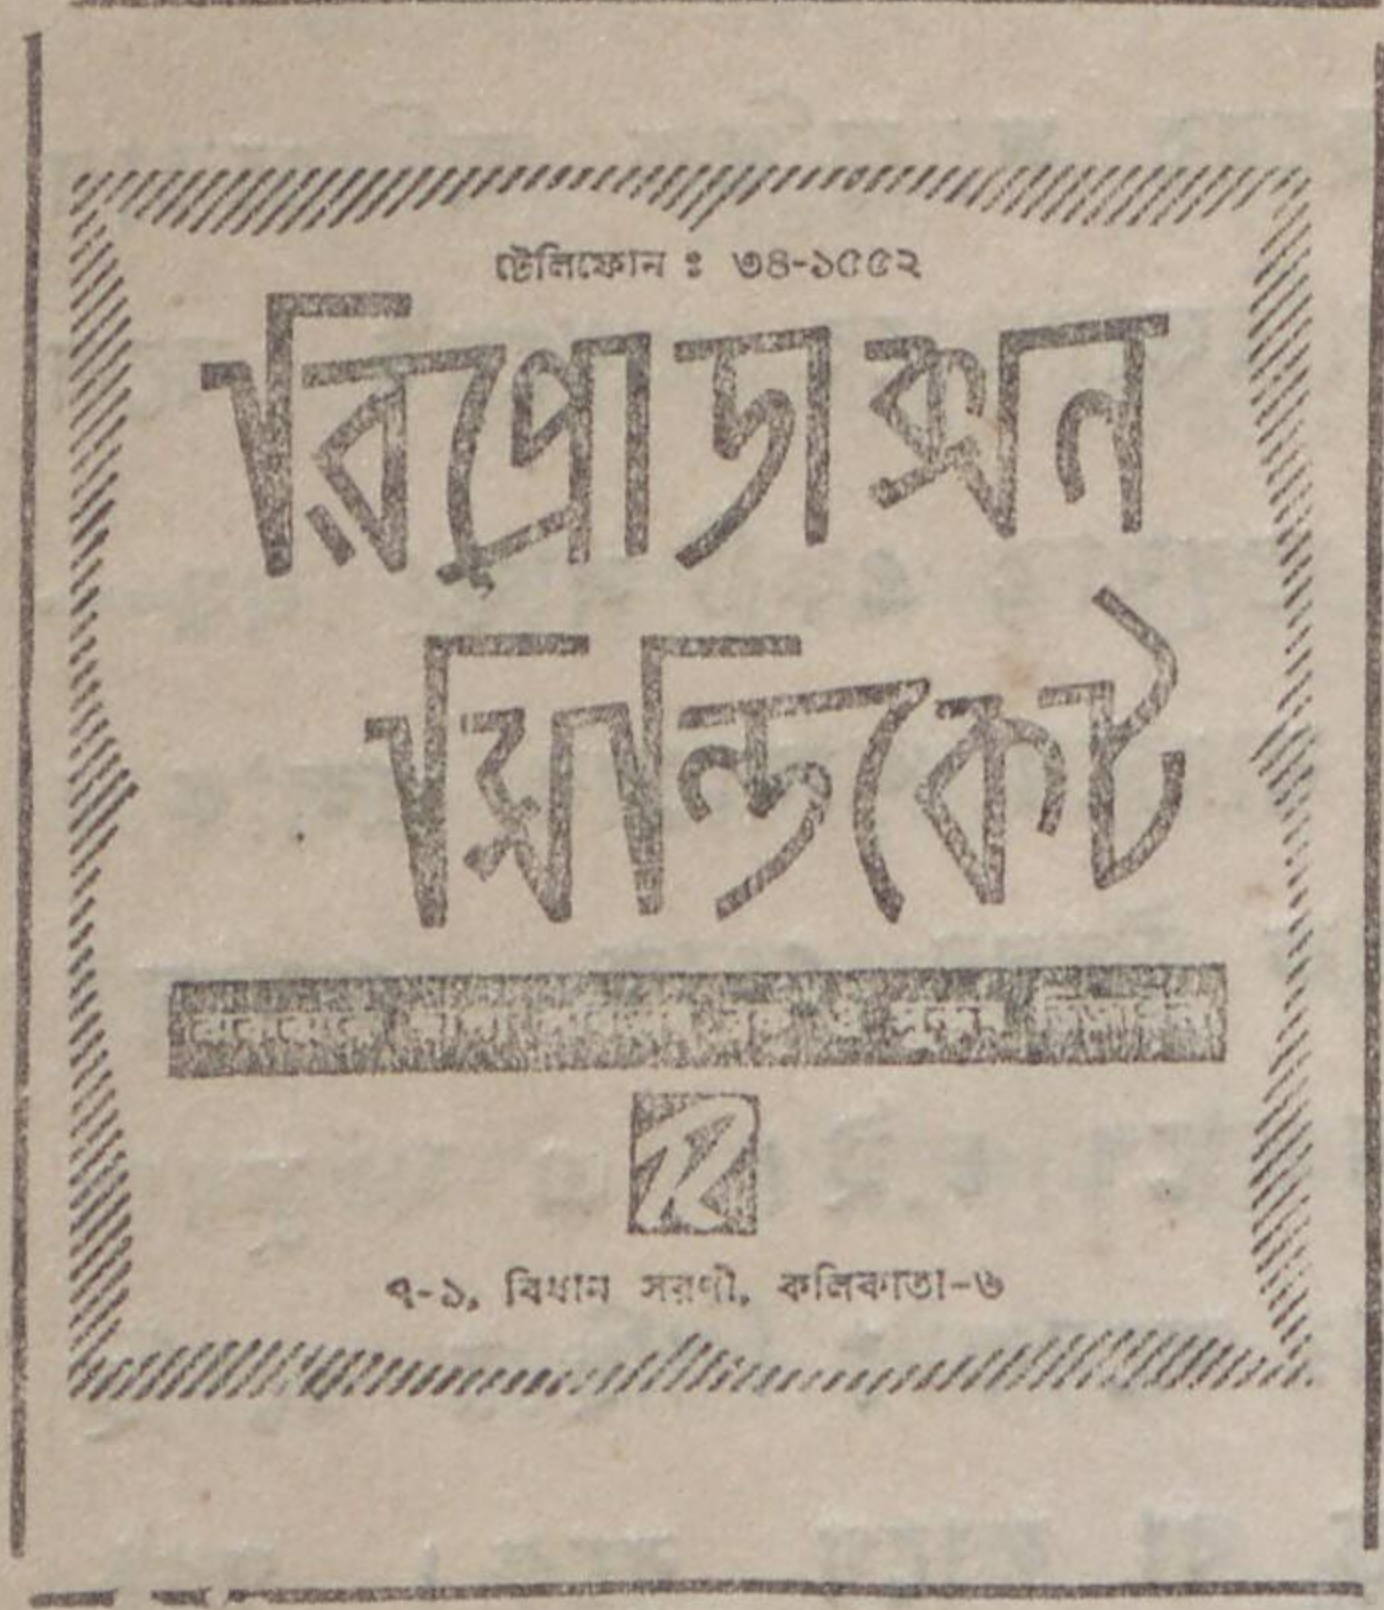 টেলিফোন : ৩৪-১৫৫২
রিপ্রোডাক্সন
সিন্ডিকেট
R
৭-১, বিধান সরণী, কলিকাতা-৬